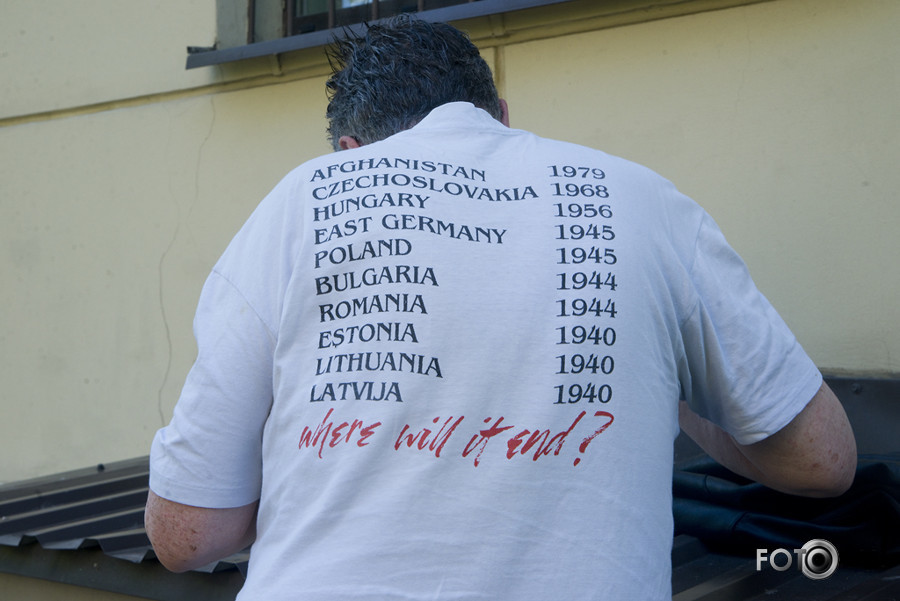 AFGHANISTAN 1979
CZECHOSLOVAKIA 1968
HUNGARY 1956
EAST GERMANY 1945
POLAND 1945
BULGARIA 1944
ROMANIA 1944
ESTONIA 1940
LITHUANIA 1940
LATVIJA 1940
where will it end?
FOTO